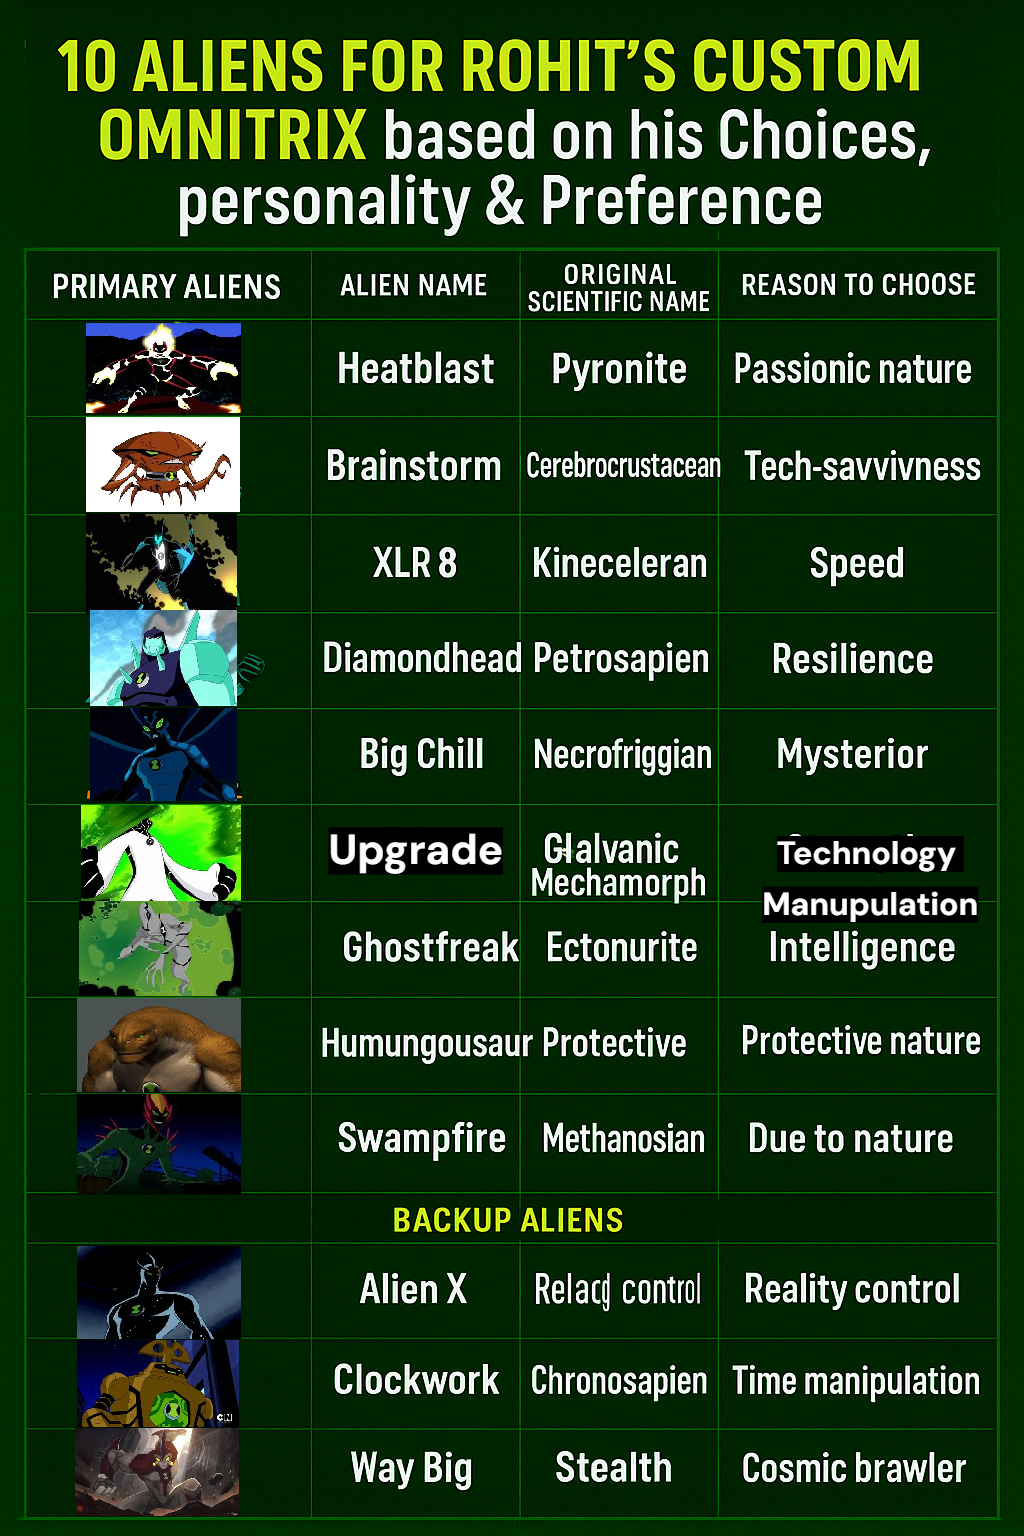 10 ALIENS FOR ROHIT'S CUSTOM
OMNITRIX based on his Choices,
personality & Preference
PRIMARY ALIENS ALIEN NAME ORIGINAL SCIENTIFIC NAME REASON TO CHOOSE
Heatblast Pyronite Passionic nature
Brainstorm Cerebrocrustacean Tech-savvivness
XLR 8 Kineceleran Speed
Diamondhead Petrosapien Resilience
Big Chill Necrofriggian Mysterior
Upgrade Glalvanic Mechamorph Technology Manupulation
Ghostfreak Ectonurite Intelligence
Humungousaur Protective Protective nature
Swampfire Methanosian Due to nature
BACKUP ALIENS
Alien X control Reality control
Clockwork Chronosapien Time manipulation
CN
Way Big Stealth Cosmic brawler